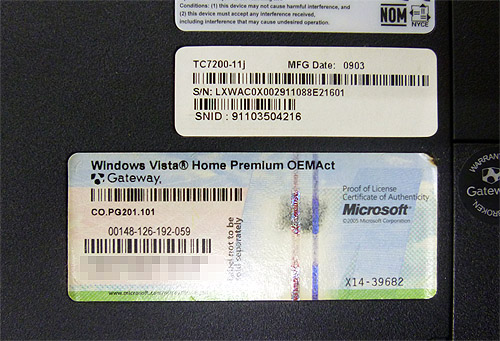 Conditions: (1) this device may not cause harmful interference, and
(2) this device must accept any interference received,
including interference that may cause undesired operation.
NOM
NYCE
TC7200-11j MFG Date: 0903
S/N: LXWAC0X002911088E21601
SNID : 91103504216
Windows Vista® Home Premium OEMAct
Gateway.
CO.PG201.101
00148-126-192-059
Label not to be
sold separately
Proof of License
Certificate of Authenticity
Microsoft®
©2005 Microsoft Corporation
X14-39682
WARRANTY
Gatew
BROKEN